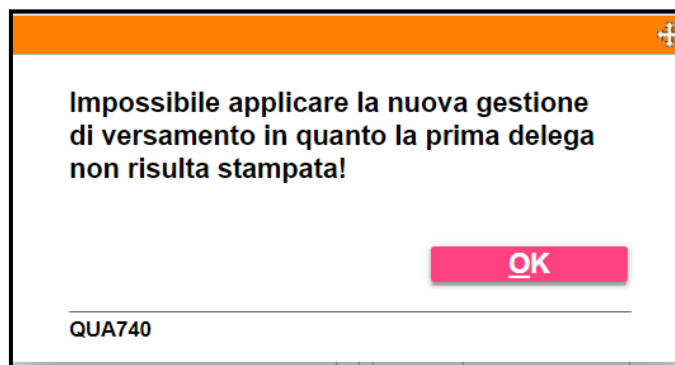 Impossibile applicare la nuova gestione
di versamento in quanto la prima delega
non risulta stampata!
OK
QUA740